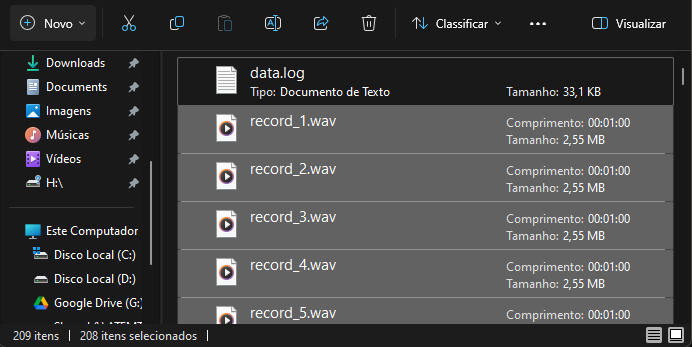 Novo
Classificar
Visualizar
Downloads
Documents
Imagens
Músicas
Vídeos
H:\
Este Computador
Disco Local (C:)
Disco Local (D:)
Google Drive (G:)
data.log
Tipo: Documento de Texto
Tamanho: 33,1 KB
record_1.wav
Comprimento: 00:01:00
Tamanho: 2,55 MB
record_2.wav
Comprimento: 00:01:00
Tamanho: 2,55 MB
record_3.wav
Comprimento: 00:01:00
Tamanho: 2,55 MB
record_4.wav
Comprimento: 00:01:00
Tamanho: 2,55 MB
record_5.wav
Comprimento: 00:01:00
209 itens
208 itens selecionados